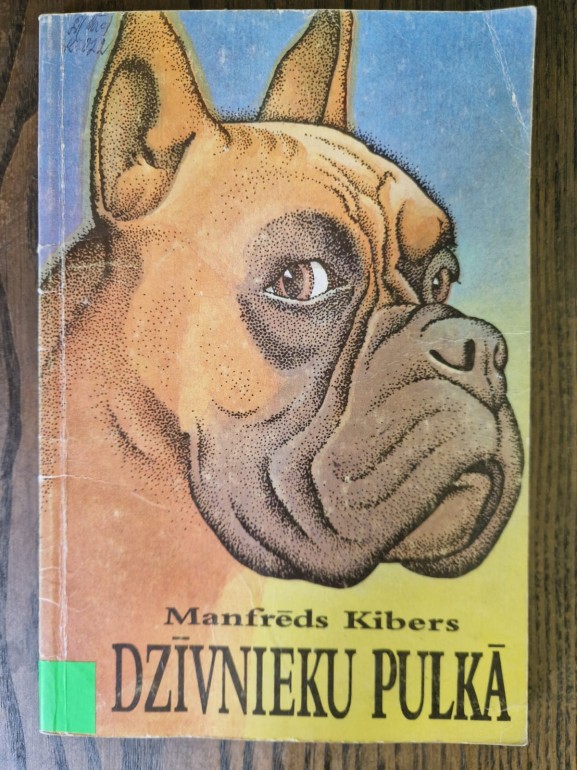 Manfrēds Kibers
DZĪVNIEKU PULKĀ